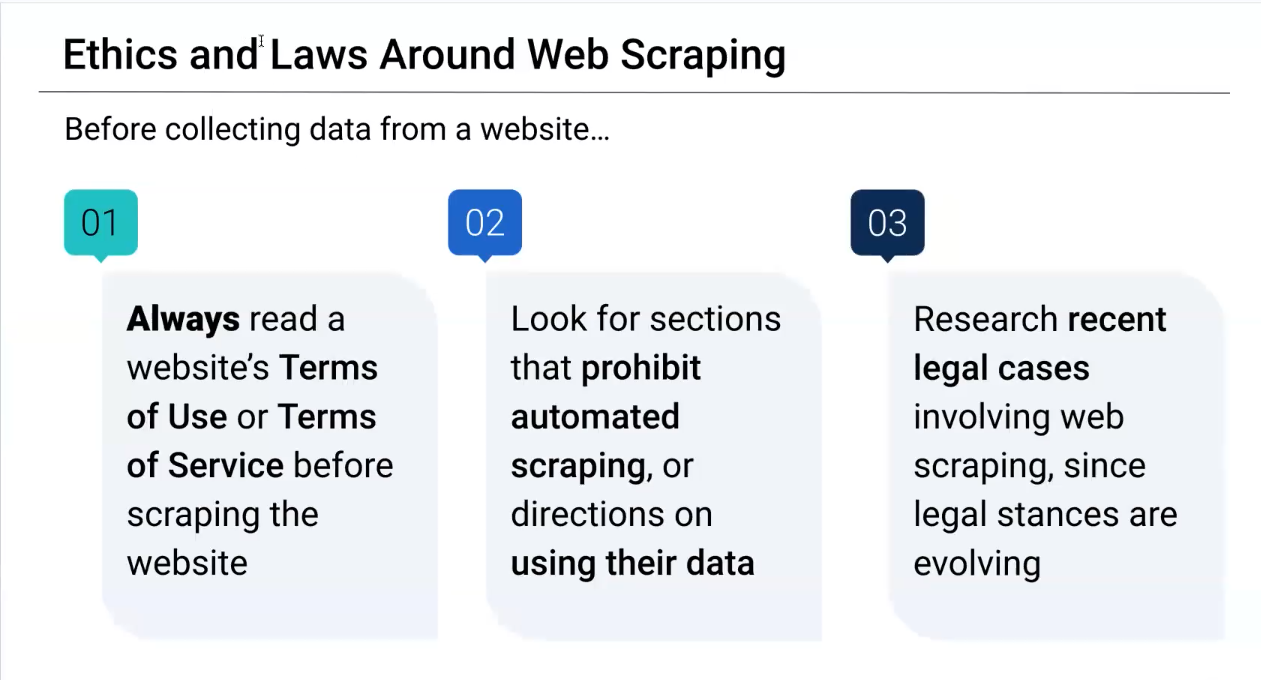 Ethics and Laws Around Web Scraping
Before collecting data from a website…
01
Always read a
website’s Terms
of Use or Terms
of Service before
scraping the
website
02
Look for sections
that prohibit
automated
scraping, or
directions on
using their data
03
Research recent
legal cases
involving web
scraping, since
legal stances are
evolving